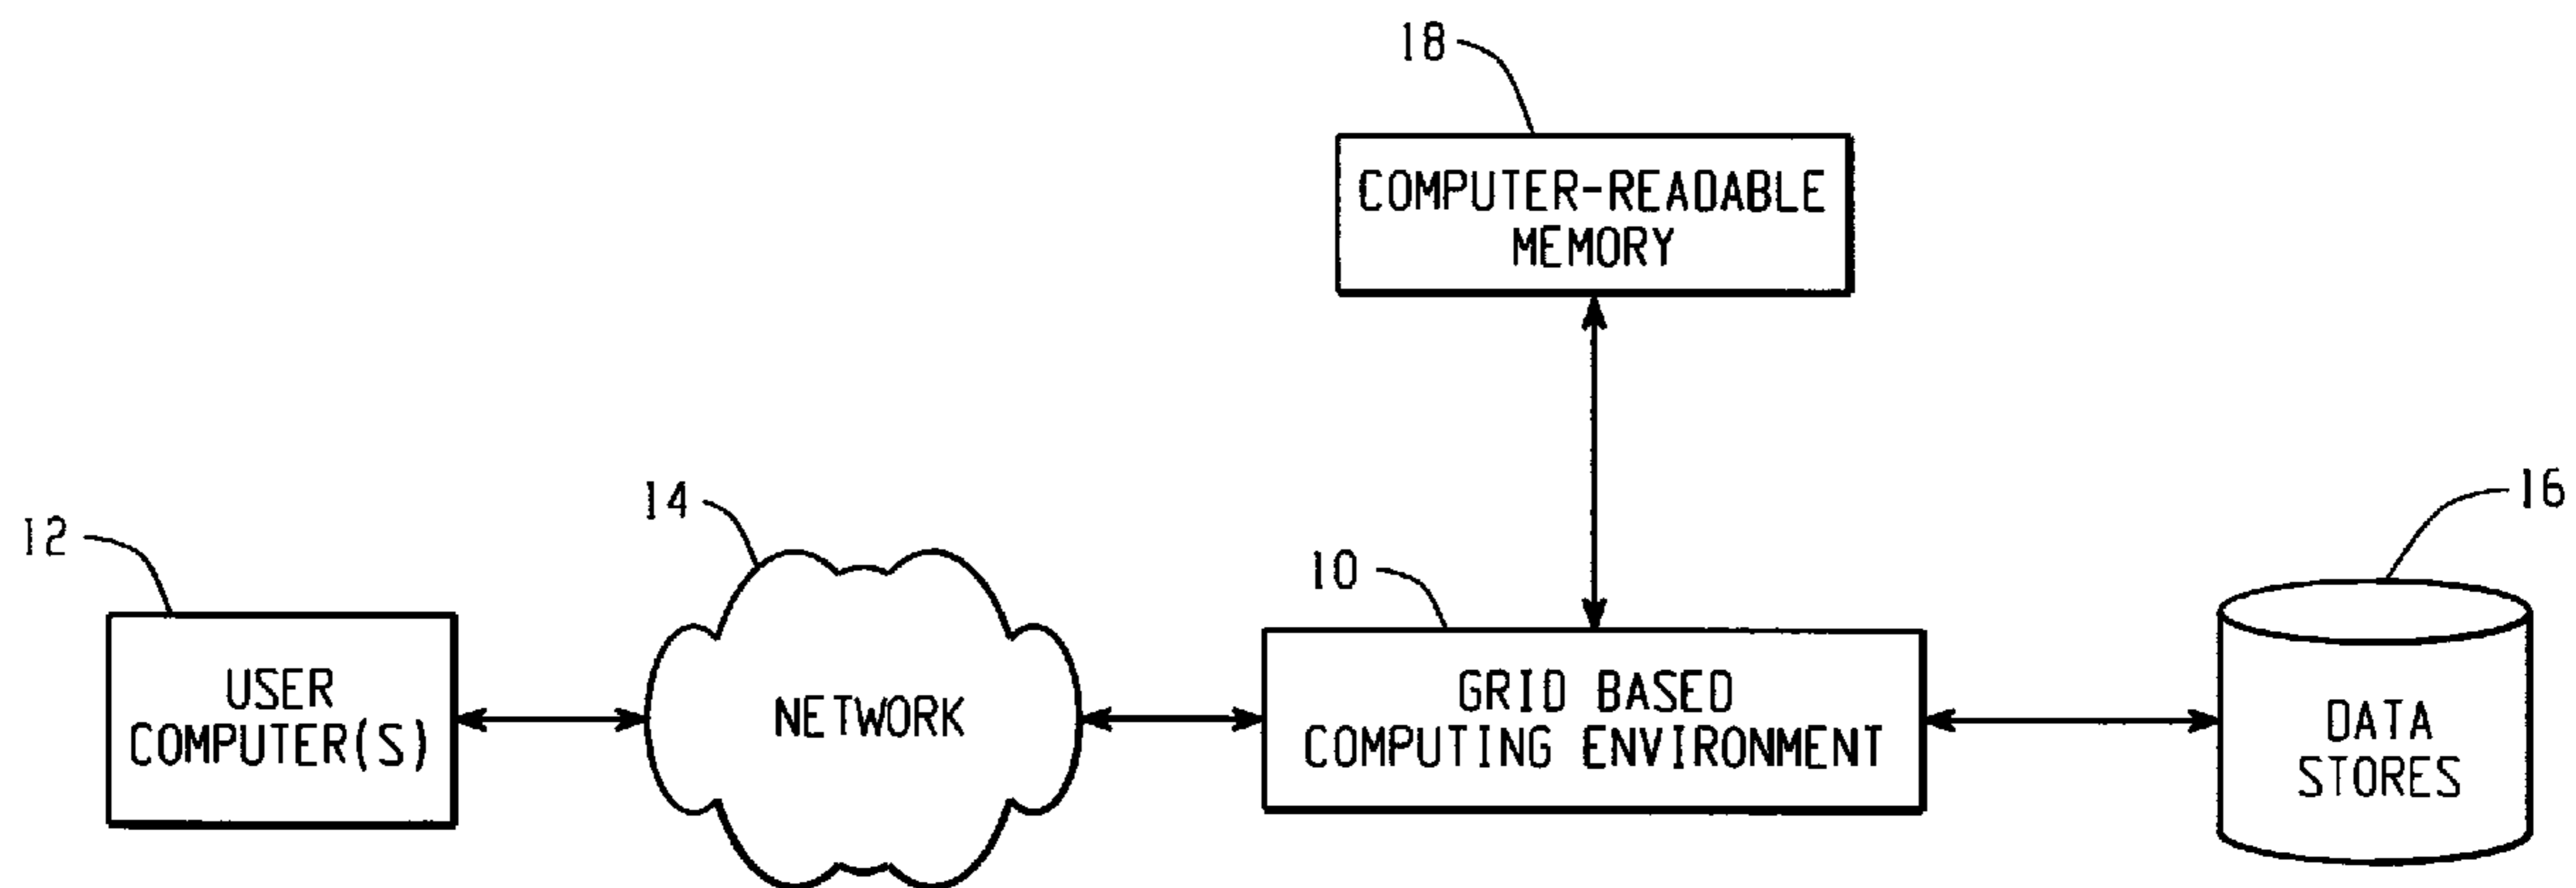 18
COMPUTER-READABLE
MEMORY
12
14
10
16
USER
COMPUTER(S)
NETWORK
GRID BASED
COMPUTING ENVIRONMENT
DATA
STORES